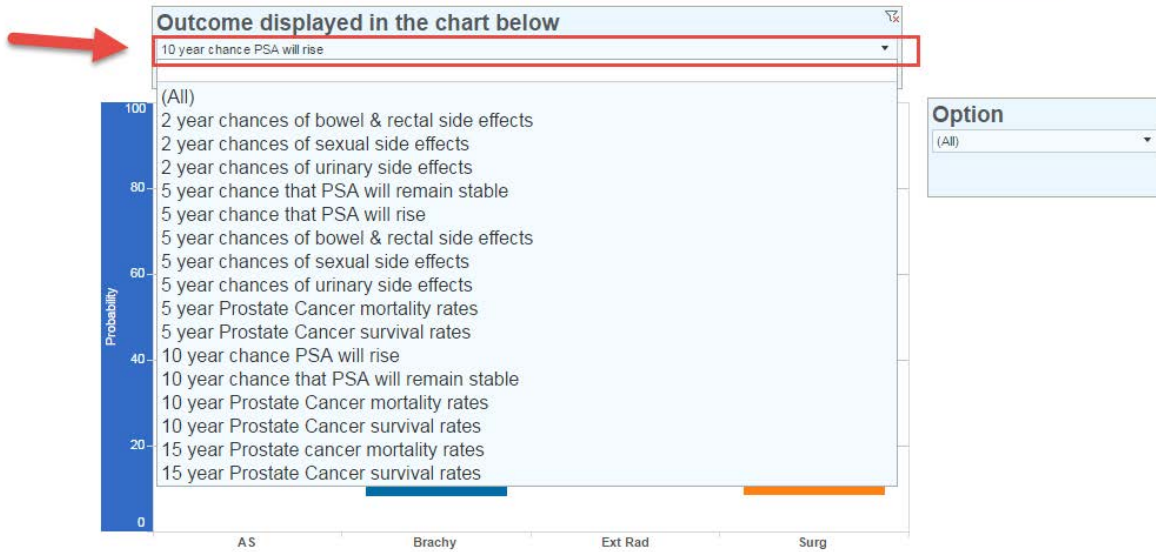 Outcome displayed in the chart below
10 year chance PSA will rise
(All)
2 year chances of bowel & rectal side effects
2 year chances of sexual side effects
2 year chances of urinary side effects
5 year chance that PSA will remain stable
5 year chance that PSA will rise
5 year chances of bowel & rectal side effects
5 year chances of sexual side effects
5 year chances of urinary side effects
5 year Prostate Cancer mortality rates
5 year Prostate Cancer survival rates
10 year chance PSA will rise
10 year chance that PSA will remain stable
10 year Prostate Cancer mortality rates
10 year Prostate Cancer survival rates
15 year Prostate cancer mortality rates
15 year Prostate Cancer survival rates
Option
(All)
Probability
100
80
60
40
20
0
AS Brachy Ext Rad Surg